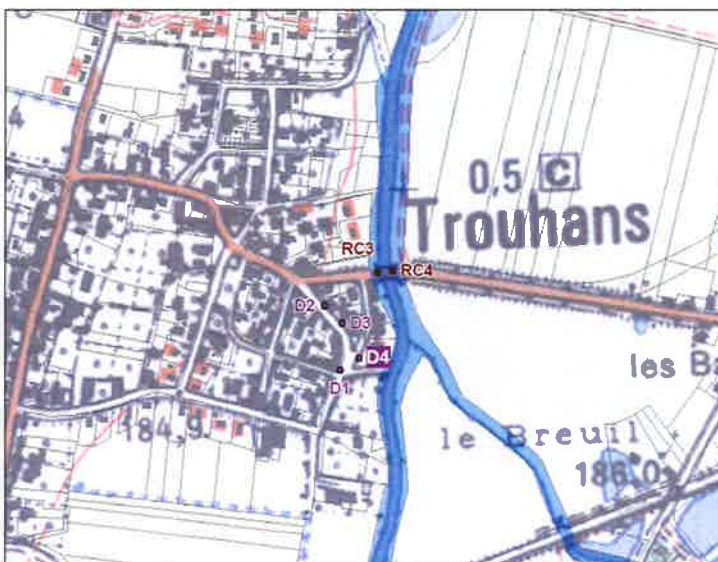 0,5 C
Trouhans
RC3
RC4
D2
D3
D4
D1
les Ba
184,9
le Breuil
186,0